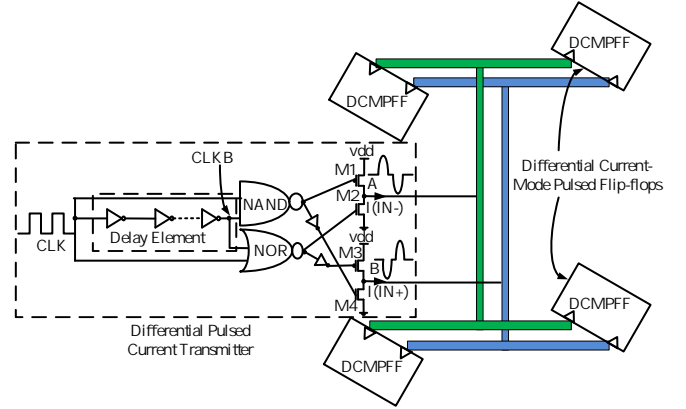 DCMPFF
DCMPFF
CLKB
vdd
M1
A
NAND
M2
I(IN-)
CLK
Delay Element
NOR
vdd
M3
B
I(IN+)
M4
Differential Current-
Mode Pulsed Flip-flops
Differential Pulsed
Current Transmitter
DCMPFF
DCMPFF